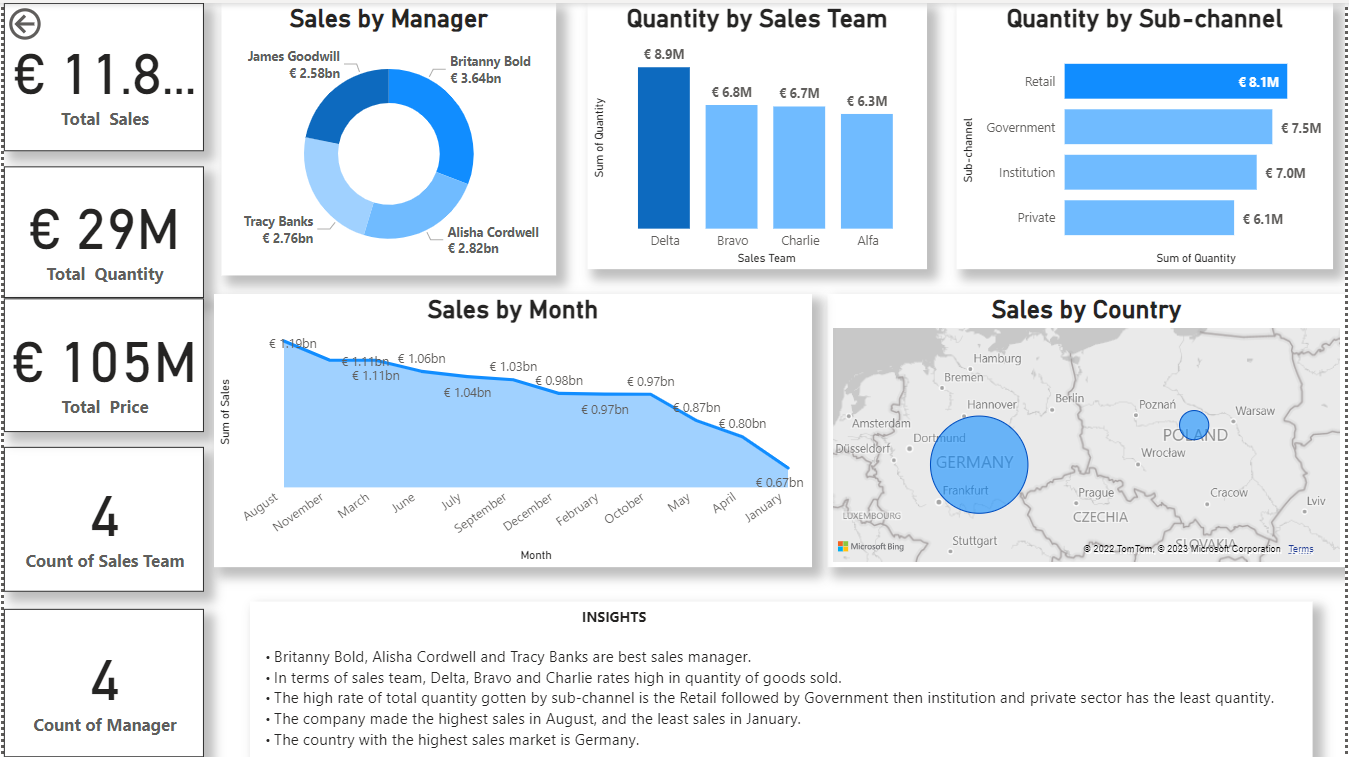 € 11.8...
Total Sales
€ 29M
Total Quantity
€ 105M
Total Price
4
Count of Sales Team
4
Count of Manager
Sales by Manager
James Goodwill
€ 2.58bn
Britanny Bold
€ 3.64bn
Tracy Banks
€ 2.76bn
Alisha Cordwell
€ 2.82bn
Quantity by Sales Team
Sum of Quantity
€ 8.9M
€ 6.8M
€ 6.7M
€ 6.3M
Delta
Bravo
Charlie
Alfa
Sales Team
Quantity by Sub-channel
Sub-channel
Retail
€ 8.1M
Government
€ 7.5M
Institution
€ 7.0M
Private
€ 6.1M
Sum of Quantity
Sales by Month
Sum of Sales
€ 1.19bn
€ 1.11bn
€ 1.11bn
€ 1.06bn
€ 1.04bn
€ 1.03bn
€ 0.98bn
€ 0.97bn
€ 0.97bn
€ 0.87bn
€ 0.80bn
€ 0.67bn
August
November
March
June
July
September
December
February
October
May
April
January
Month
Sales by Country
Hamburg
Bremen
Hannover
Berlin
Poznań
Warsaw
Amsterdam
Dortmund
POLAND
Düsseldorf
GERMANY
Wrocław
Frankfurt
Prague
Cracow
Lviv
LUXEMBOURG
CZECHIA
Stuttgart
SLOVAKIA
Microsoft Bing
© 2022 TomTom, © 2023 Microsoft Corporation Terms
INSIGHTS
• Britanny Bold, Alisha Cordwell and Tracy Banks are best sales manager.
• In terms of sales team, Delta, Bravo and Charlie rates high in quantity of goods sold.
• The high rate of total quantity gotten by sub-channel is the Retail followed by Government then institution and private sector has the least quantity.
• The company made the highest sales in August, and the least sales in January.
• The country with the highest sales market is Germany.